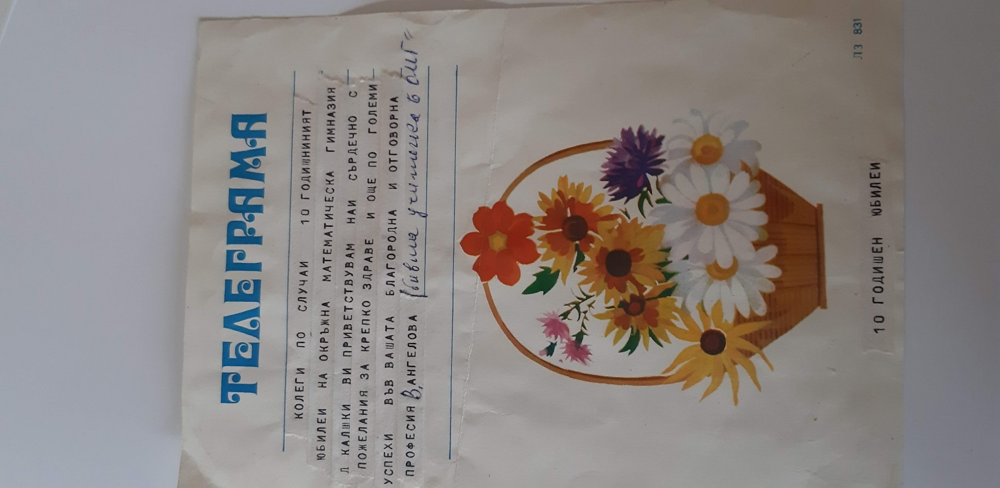 ТЕЛЕГРАМА
КОЛЕГИ ПО СЛУЧАИ 10 ГОДИШНИНИЯТ
ЮБИЛЕИ НА ОКРЪЖНА МАТЕМАТИЧЕСКА ГИМНАЗИЯ
Л КАЛШКИ ВИ ПРИВЕТСТВУВАМ НАИ СЪРДЕЧНО С
ПОЖЕЛАНИЯ ЗА КРЕПКО ЗДРАВЕ И ОЩЕ ПО ГОЛЕМИ
УСПЕХИ ВЪВ ВАШАТА БЛАГОРОДНА И ОТГОВОРНА
ПРОФЕСИЯ В. АНГЕЛОВА (бивша ученичка в ОМГ"
10 ГОДИШЕН ЮБИЛЕИ
ЛЗ 831